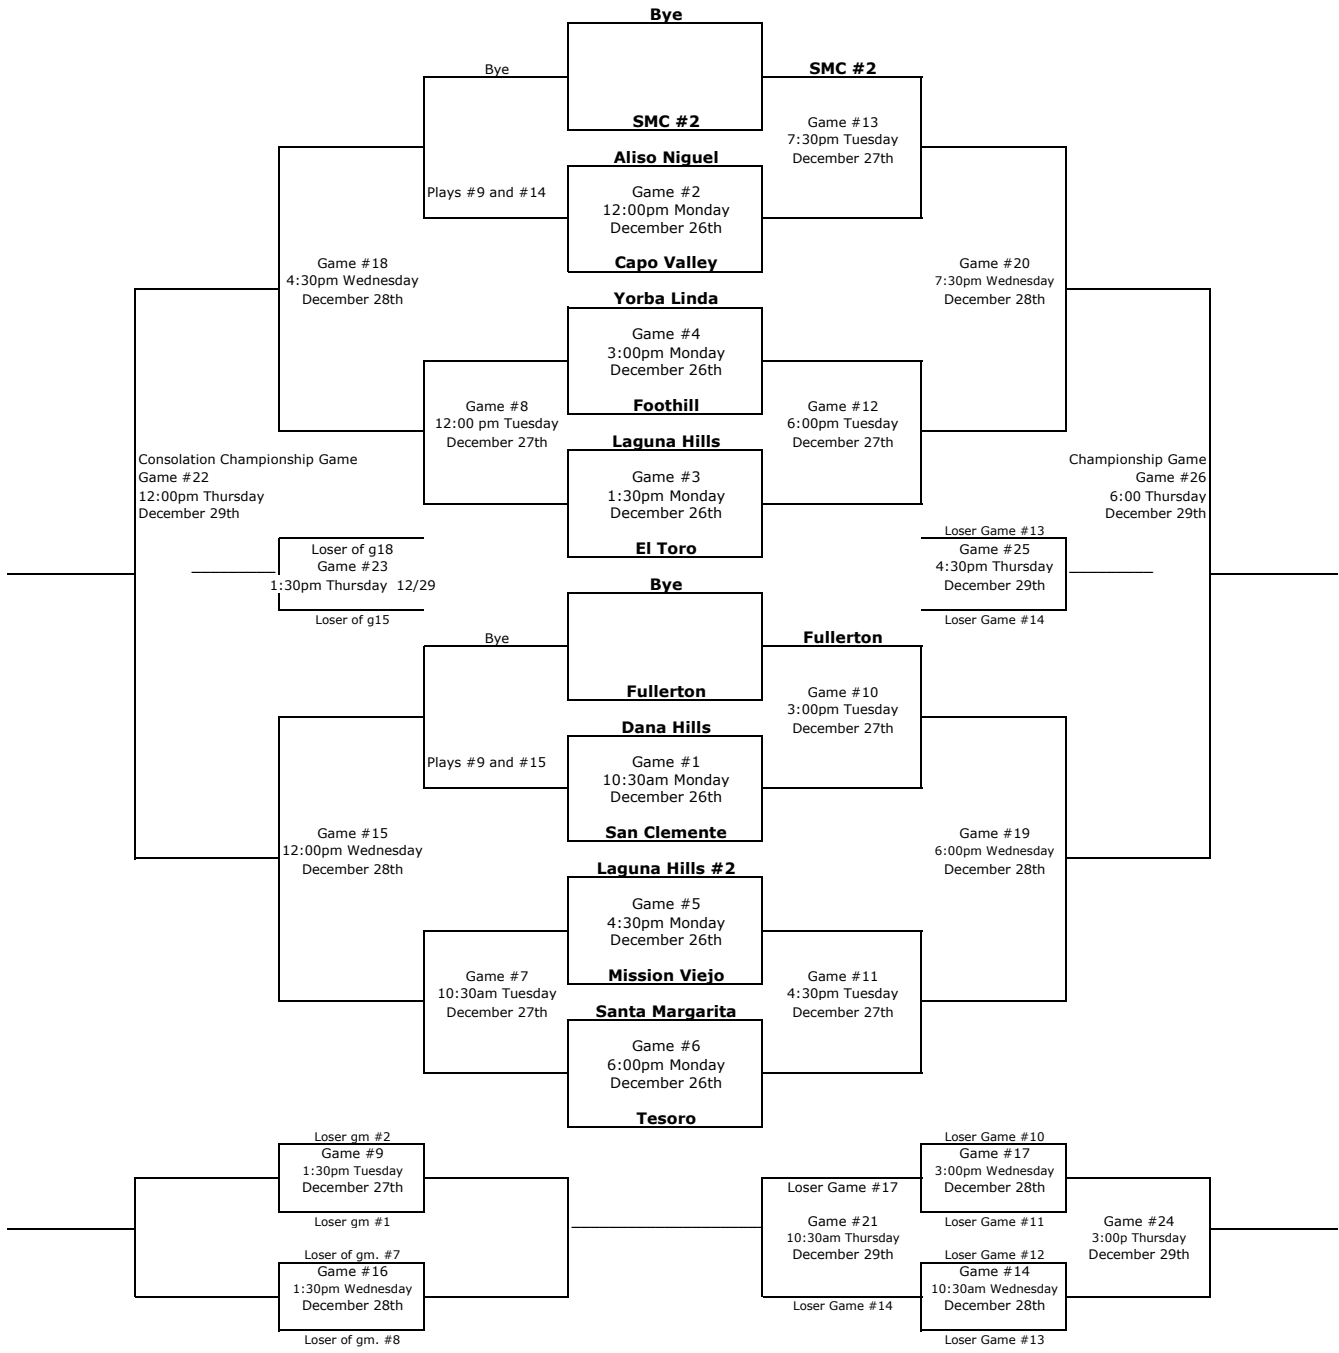 Bye
Bye
SMC #2
SMC #2
Game #13
7:30pm Tuesday
December 27th
Aliso Niguel
Plays #9 and #14
Game #2
12:00pm Monday
December 26th
Capo Valley
Game #18
4:30pm Wednesday
December 28th
Game #20
7:30pm Wednesday
December 28th
Yorba Linda
Game #4
3:00pm Monday
December 26th
Foothill
Game #8
12:00 pm Tuesday
December 27th
Game #12
6:00pm Tuesday
December 27th
Laguna Hills
Game #3
1:30pm Monday
December 26th
El Toro
Consolation Championship Game
Game #22
12:00pm Thursday
December 29th
Championship Game
Game #26
6:00 Thursday
December 29th
Loser of g18
Game #23
1:30pm Thursday 12/29
Loser of g15
Loser Game #13
Game #25
4:30pm Thursday
December 29th
Loser Game #14
Bye
Bye
Fullerton
Fullerton
Game #10
3:00pm Tuesday
December 27th
Dana Hills
Plays #9 and #15
Game #1
10:30am Monday
December 26th
San Clemente
Game #15
12:00pm Wednesday
December 28th
Game #19
6:00pm Wednesday
December 28th
Laguna Hills #2
Game #5
4:30pm Monday
December 26th
Mission Viejo
Game #7
10:30am Tuesday
December 27th
Game #11
4:30pm Tuesday
December 27th
Santa Margarita
Game #6
6:00pm Monday
December 26th
Tesoro
Loser gm #2
Game #9
1:30pm Tuesday
December 27th
Loser gm #1
Loser of gm. #7
Game #16
1:30pm Wednesday
December 28th
Loser of gm. #8
Loser Game #10
Game #17
3:00pm Wednesday
December 28th
Loser Game #11
Loser Game #17
Game #21
10:30am Thursday
December 29th
Loser Game #14
Loser Game #12
Game #14
10:30am Wednesday
December 28th
Loser Game #13
Game #24
3:00p Thursday
December 29th